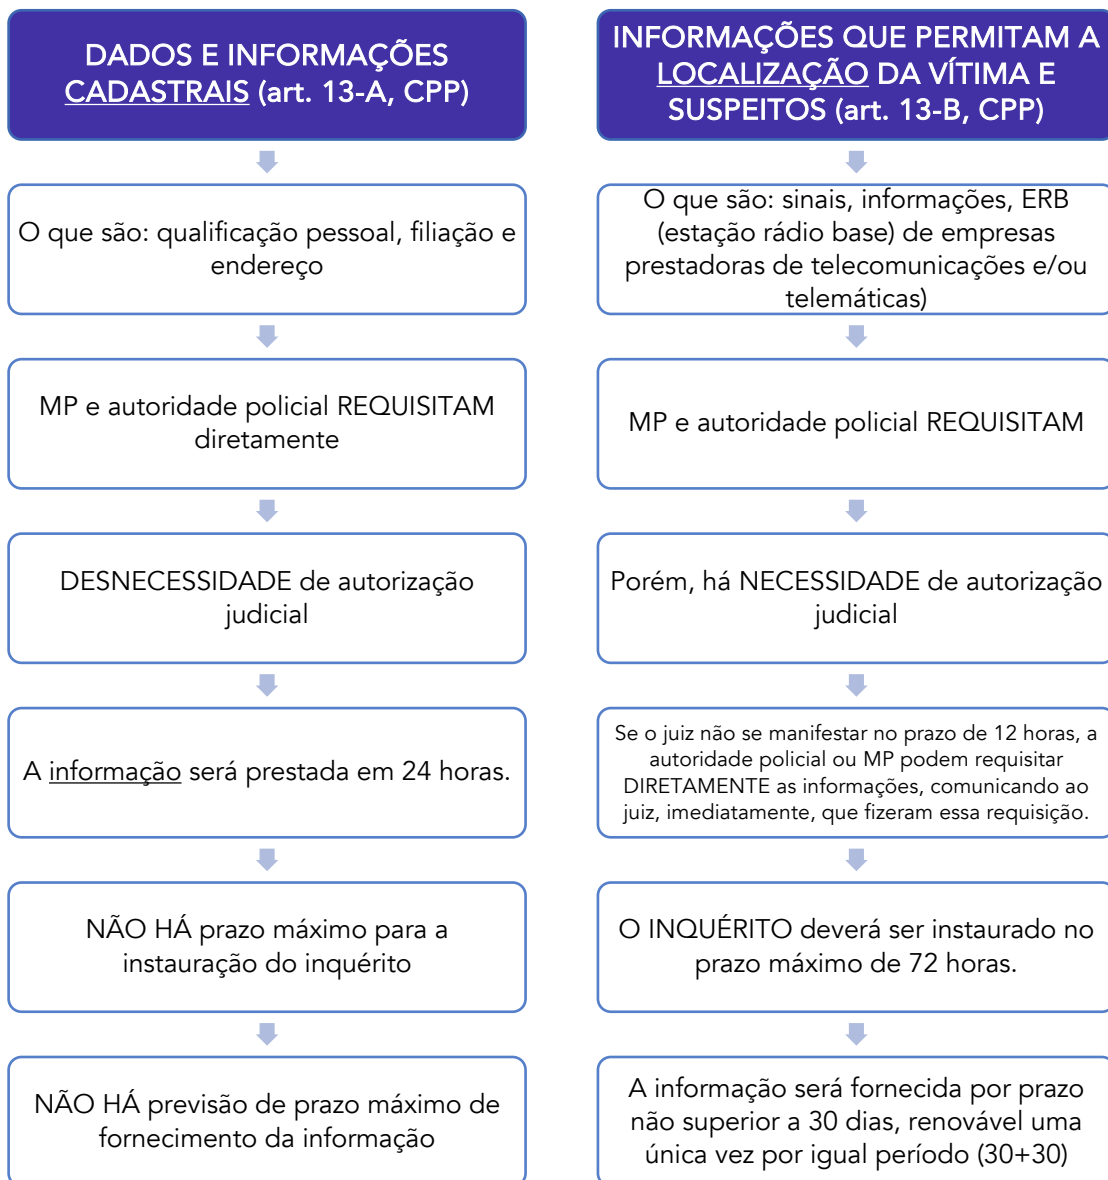 DADOS E INFORMAÇÕES
CADASTRAIS (art. 13-A, CPP)
O que são: qualificação pessoal, filiação e
endereço
MP e autoridade policial REQUISITAM
diretamente
DESNECESSIDADE de autorização
judicial
A informação será prestada em 24 horas.
NÃO HÁ prazo máximo para a
instauração do inquérito
NÃO HÁ previsão de prazo máximo de
fornecimento da informação
INFORMAÇÕES QUE PERMITAM A
LOCALIZAÇÃO DA VÍTIMA E
SUSPEITOS (art. 13-B, CPP)
O que são: sinais, informações, ERB
(estação rádio base) de empresas
prestadoras de telecomunicações e/ou
telemáticas)
MP e autoridade policial REQUISITAM
Porém, há NECESSIDADE de autorização
judicial
Se o juiz não se manifestar no prazo de 12 horas, a
autoridade policial ou MP podem requisitar
DIRETAMENTE as informações, comunicando ao
juiz, imediatamente, que fizeram essa requisição.
O INQUÉRITO deverá ser instaurado no
prazo máximo de 72 horas.
A informação será fornecida por prazo
não superior a 30 dias, renovável uma
única vez por igual período (30+30)